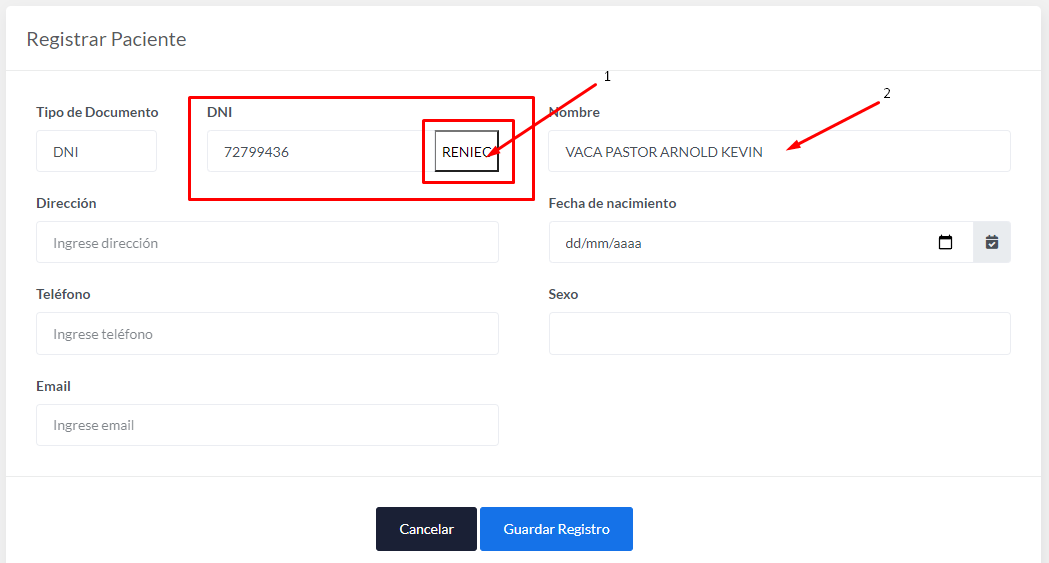 Registrar Paciente
1
2
Tipo de Documento
DNI
Nombre
DNI
72799436
RENIEC
VACA PASTOR ARNOLD KEVIN
Dirección
Fecha de nacimiento
Ingrese dirección
dd/mm/aaaa
Teléfono
Sexo
Ingrese teléfono
Email
Ingrese email
Cancelar
Guardar Registro